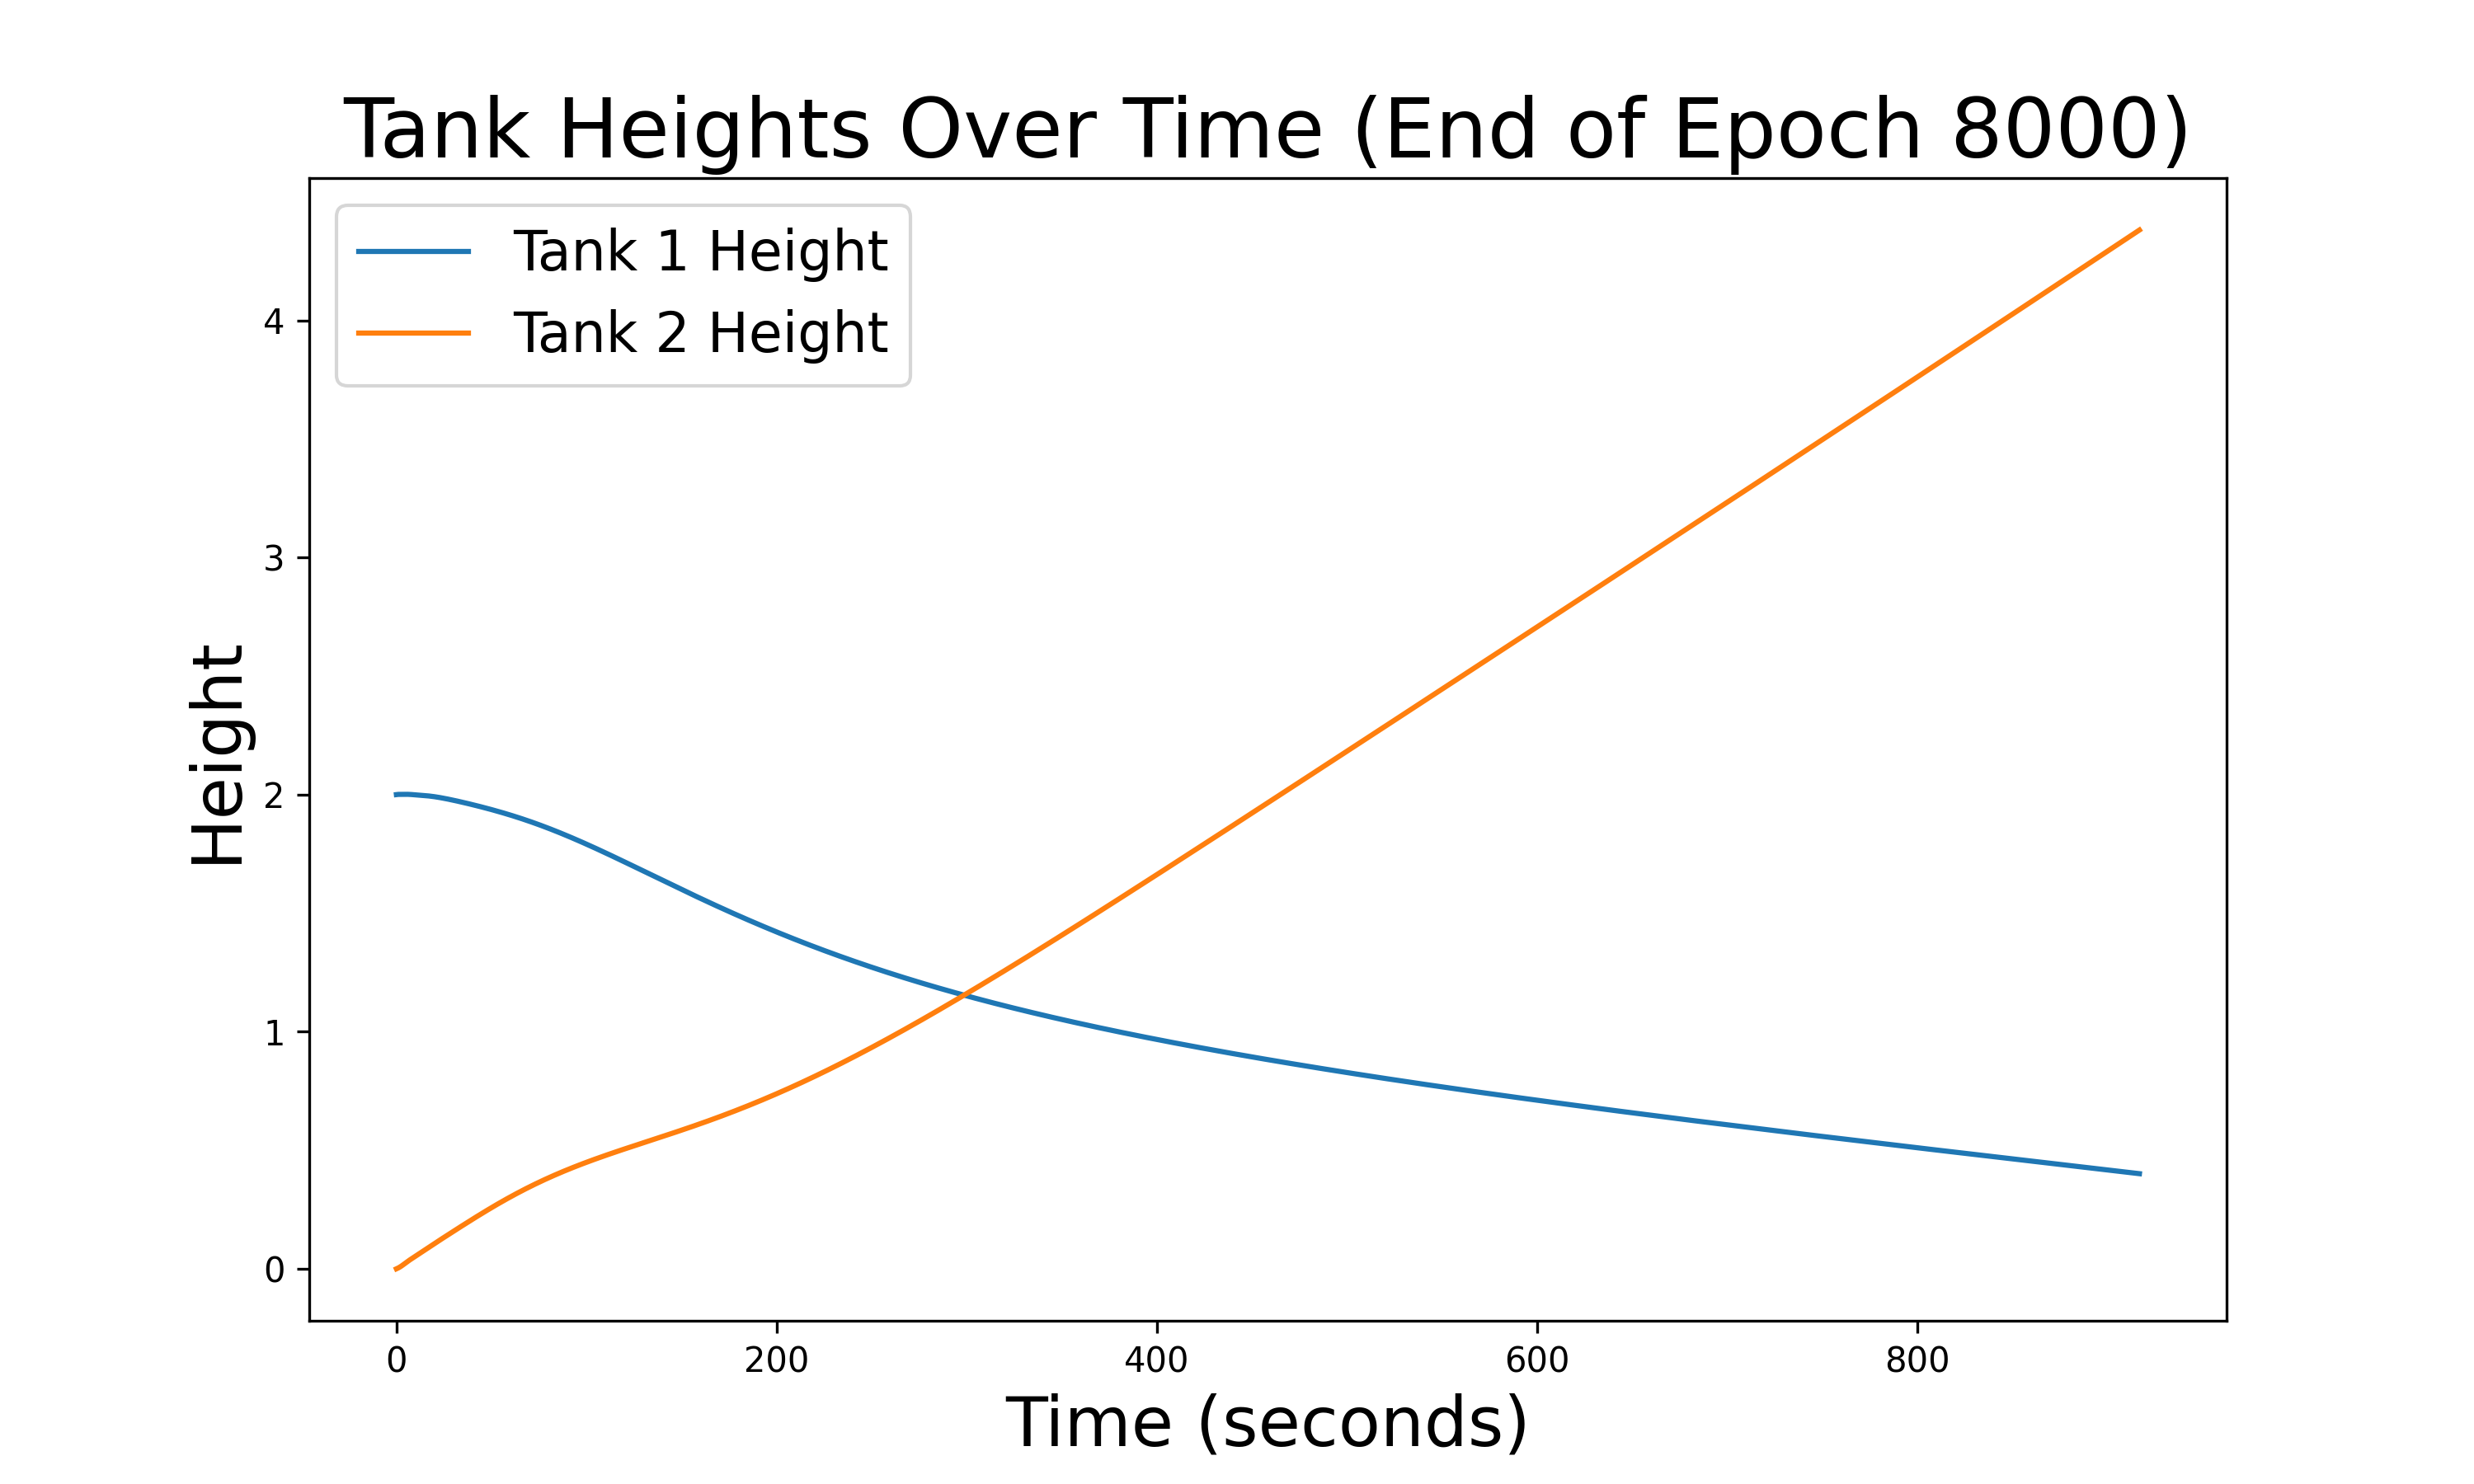 Tank Heights Over Time (End of Epoch 8000)
Tank 1 Height
Tank 2 Height
4
3
2
1
0
Height
0 200 400 600 800
Time (seconds)